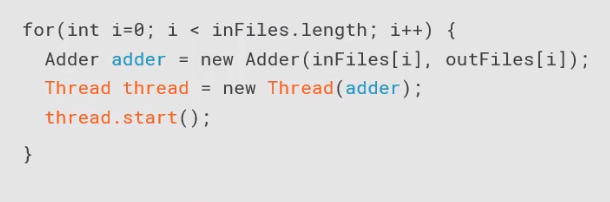 for(int i=0; i < inFiles.length; i++) {
Adder adder = new Adder(inFiles[i], outFiles[i]);
Thread thread = new Thread(adder);
thread.start();
}